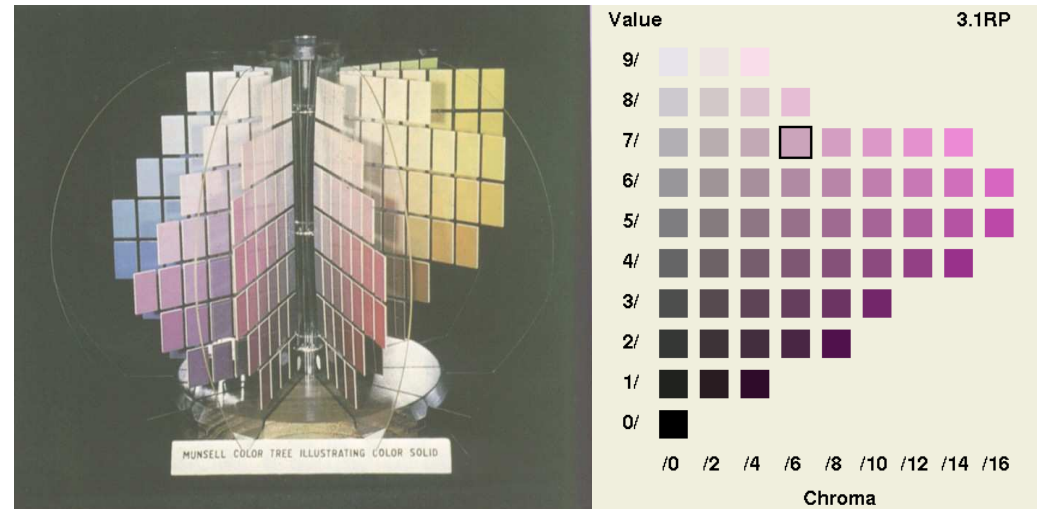 MUNSELL COLOR TREE ILLUSTRATING COLOR SOLID
Value 3.1RP
9/
8/
7/
6/
5/
4/
3/
2/
1/
0/
/0 /2 /4 /6 /8 /10 /12 /14 /16
Chroma